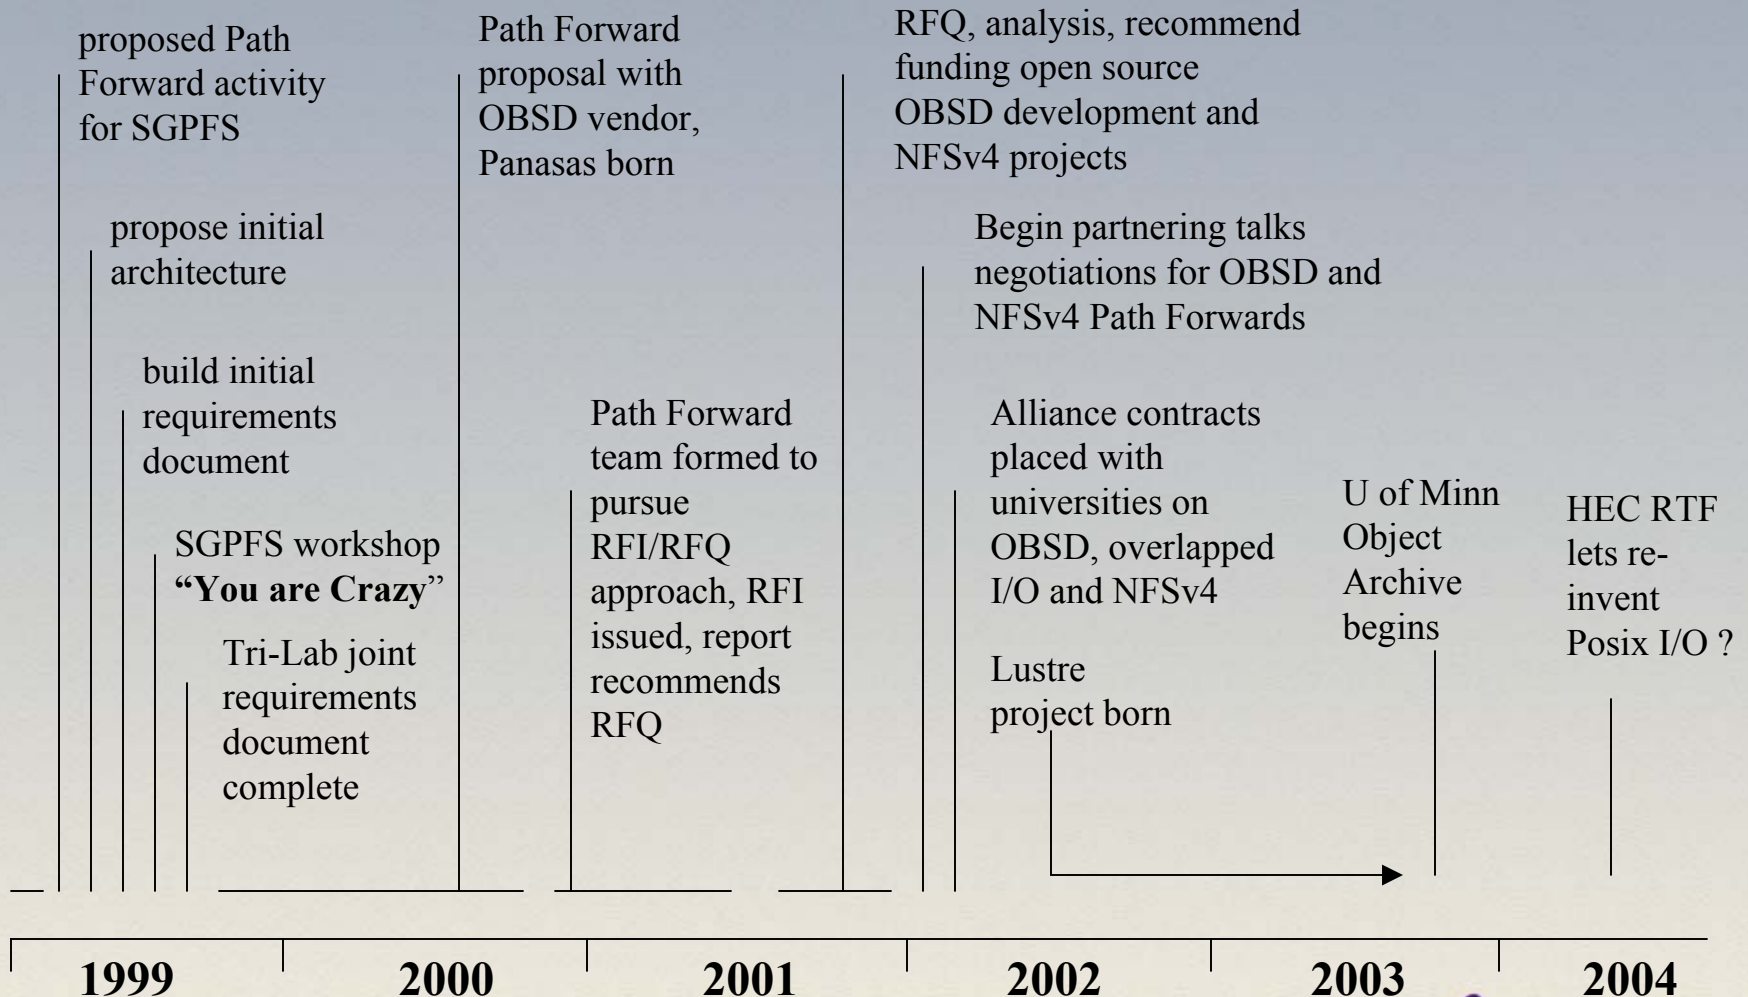 proposed Path
Forward activity
for SGPFS
propose initial
architecture
build initial
requirements
document
SGPFS workshop
“You are Crazy”
Tri-Lab joint
requirements
document
complete
Path Forward
proposal with
OBSD vendor,
Panasas born
Path Forward
team formed to
pursue
RFI/RFQ
approach, RFI
issued, report
recommends
RFQ
RFQ, analysis, recommend
funding open source
OBSD development and
NFSv4 projects
Begin partnering talks
negotiations for OBSD and
NFSv4 Path Forwards
Alliance contracts
placed with
universities on
OBSD, overlapped
I/O and NFSv4
Lustre
project born
U of Minn
Object
Archive
begins
HEC RTF
lets re-
invent
Posix I/O ?
1999 2000 2001 2002 2003 2004